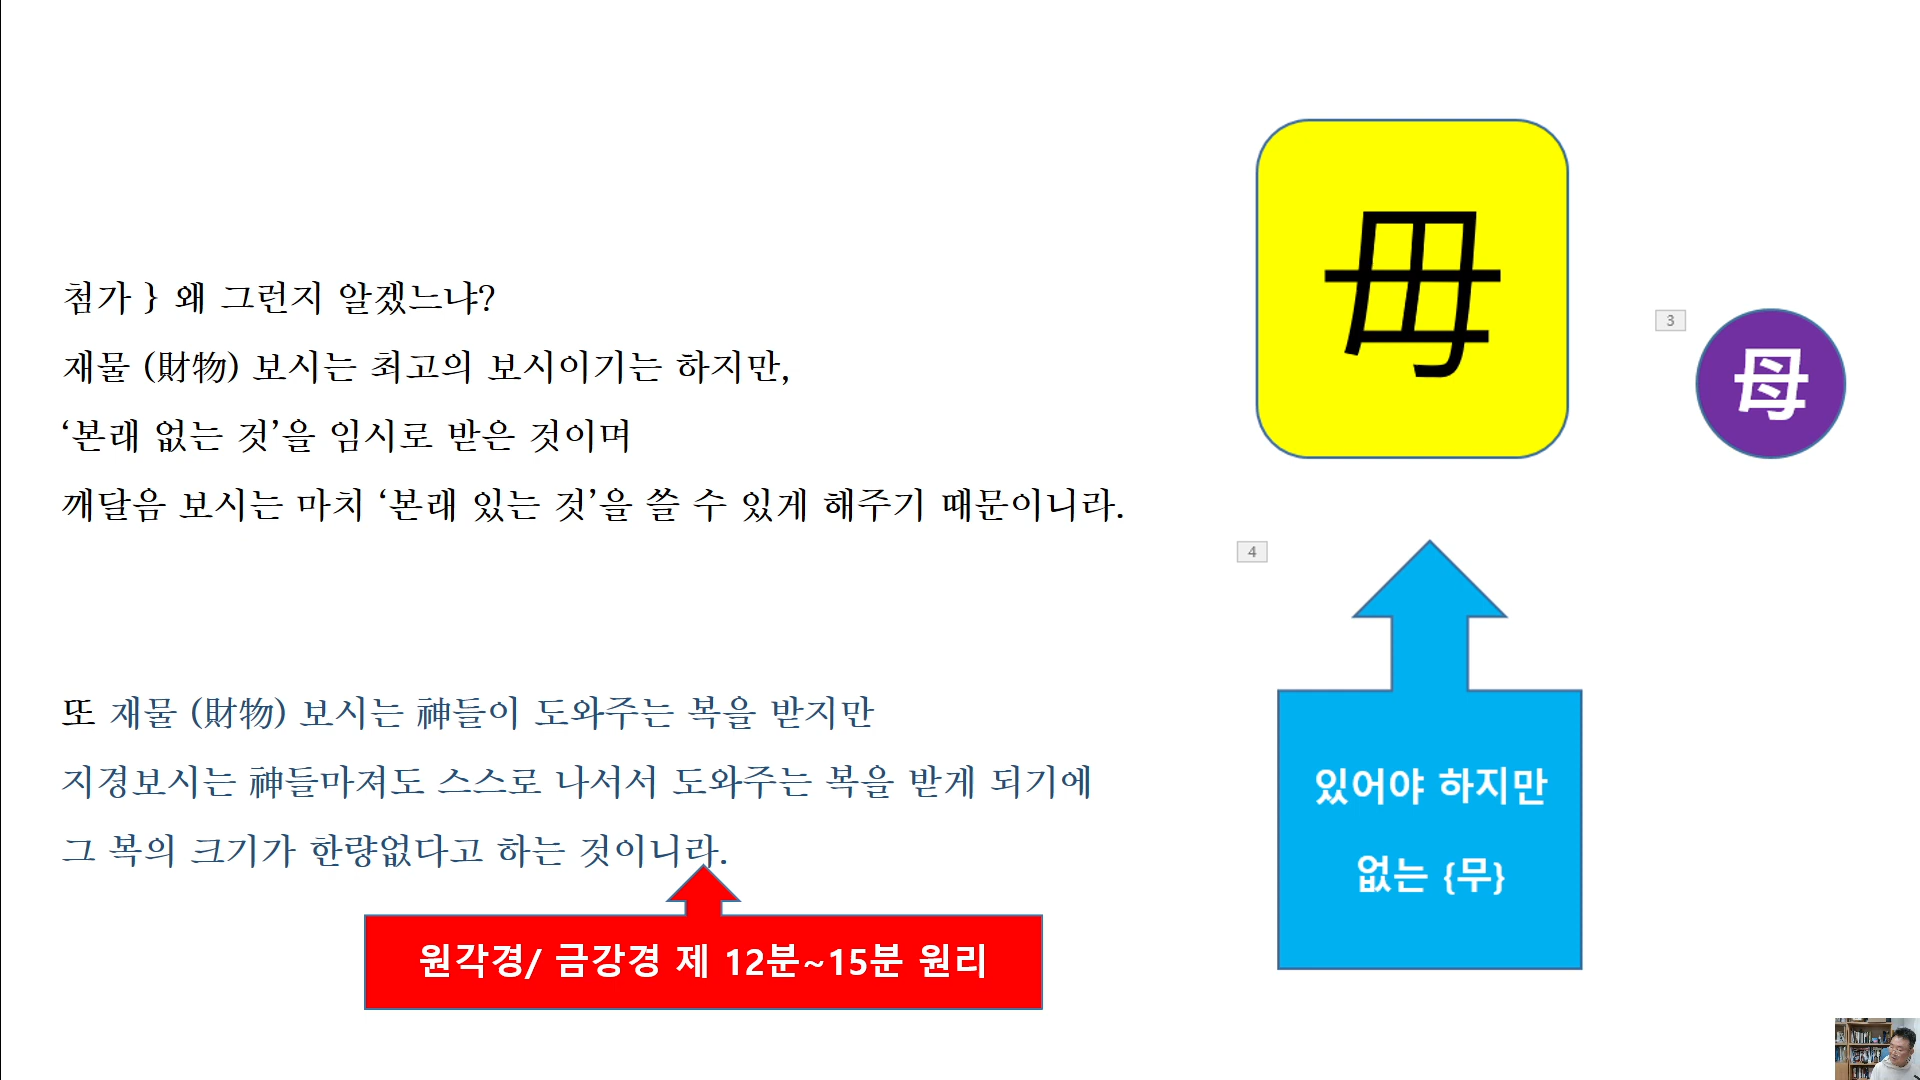 첨가 } 왜 그런지 알겠느냐?
재물 (財物) 보시는 최고의 보시이기는 하지만,
‘본래 없는 것’을 임시로 받은 것이며
깨달음 보시는 마치 ‘본래 있는 것’을 쓸 수 있게 해주기 때문이니라.
또 재물 (財物) 보시는 神들이 도와주는 복을 받지만
지경보시는 神들마져도 스스로 나서서 도와주는 복을 받게 되기에
그 복의 크기가 한량없다고 하는 것이니라.
원각경/ 금강경 제 12분~15분 원리
毋
3
母
4
있어야 하지만
없는 {무}